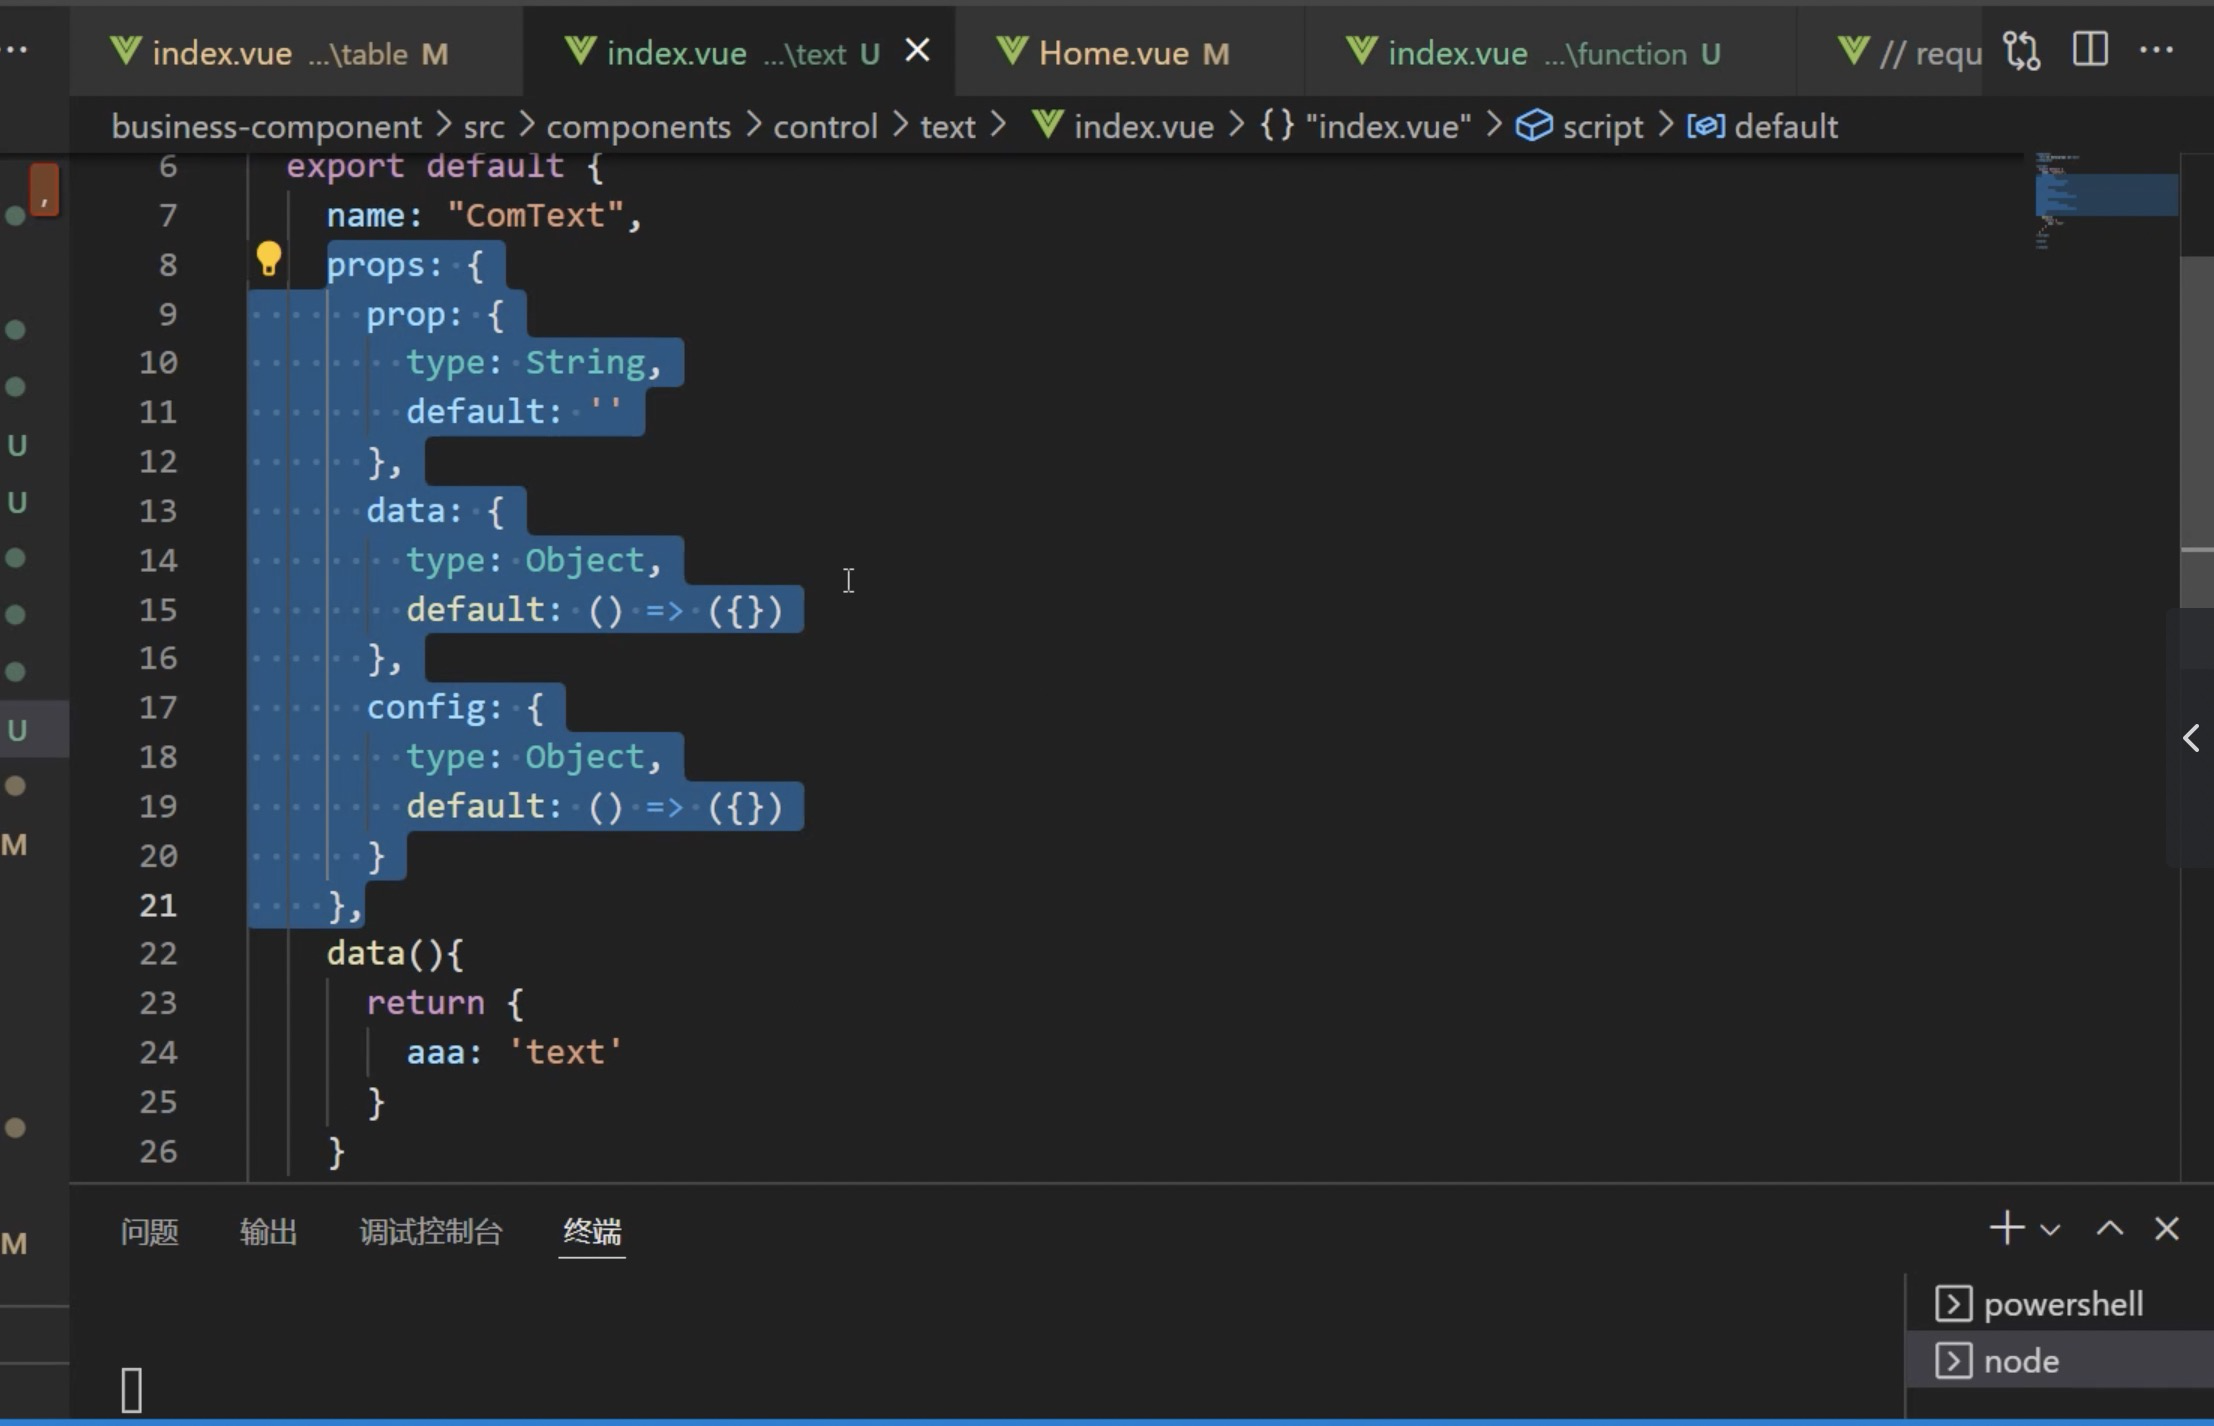 index.vue ...\table M
index.vue ...\text U
Home.vue M
index.vue ...\function U
// requ
business-component > src > components > control > text > index.vue > {} "index.vue" > script > default
6 export default {
7 name: "ComText",
8 props: {
9 prop: {
10 type: String,
11 default: ''
12 },
13 data: {
14 type: Object,
15 default: () => ({})
16 },
17 config: {
18 type: Object,
19 default: () => ({})
20 }
21 },
22 data(){
23 return {
24 aaa: 'text'
25 }
26 }
U
U
U
M
M
问题 输出 调试控制台 终端
powershell
node